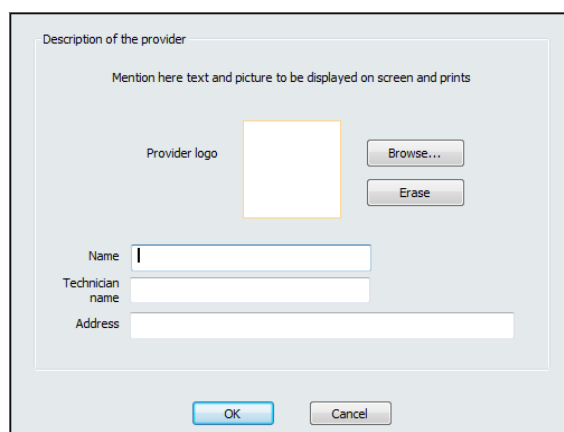 Description of the provider
Mention here text and picture to be displayed on screen and prints
Provider logo
Browse...
Erase
Name
Technician
name
Address
OK
Cancel